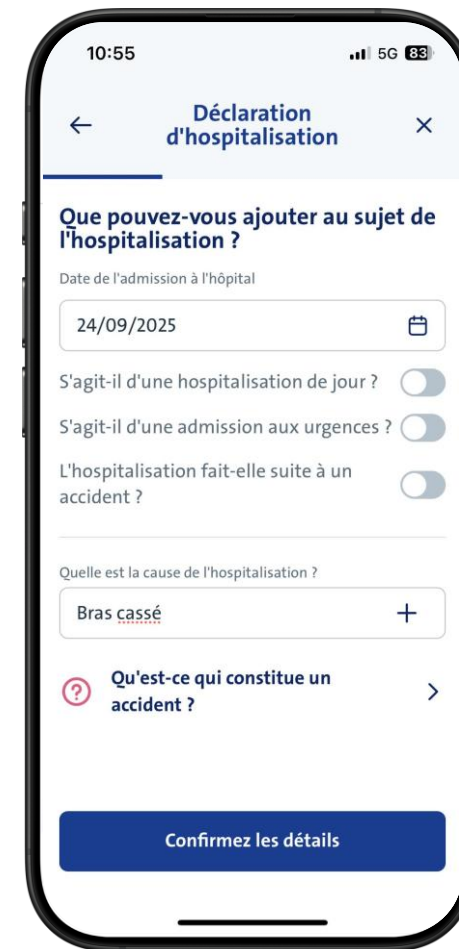 10:55
5G 83
Déclaration
d'hospitalisation
Que pouvez-vous ajouter au sujet de
l'hospitalisation ?
Date de l'admission à l'hôpital
24/09/2025
S'agit-il d'une hospitalisation de jour ?
S'agit-il d'une admission aux urgences ?
L'hospitalisation fait-elle suite à un
accident ?
Quelle est la cause de l'hospitalisation ?
Bras cassé
Qu'est-ce qui constitue un
accident ?
Confirmez les détails